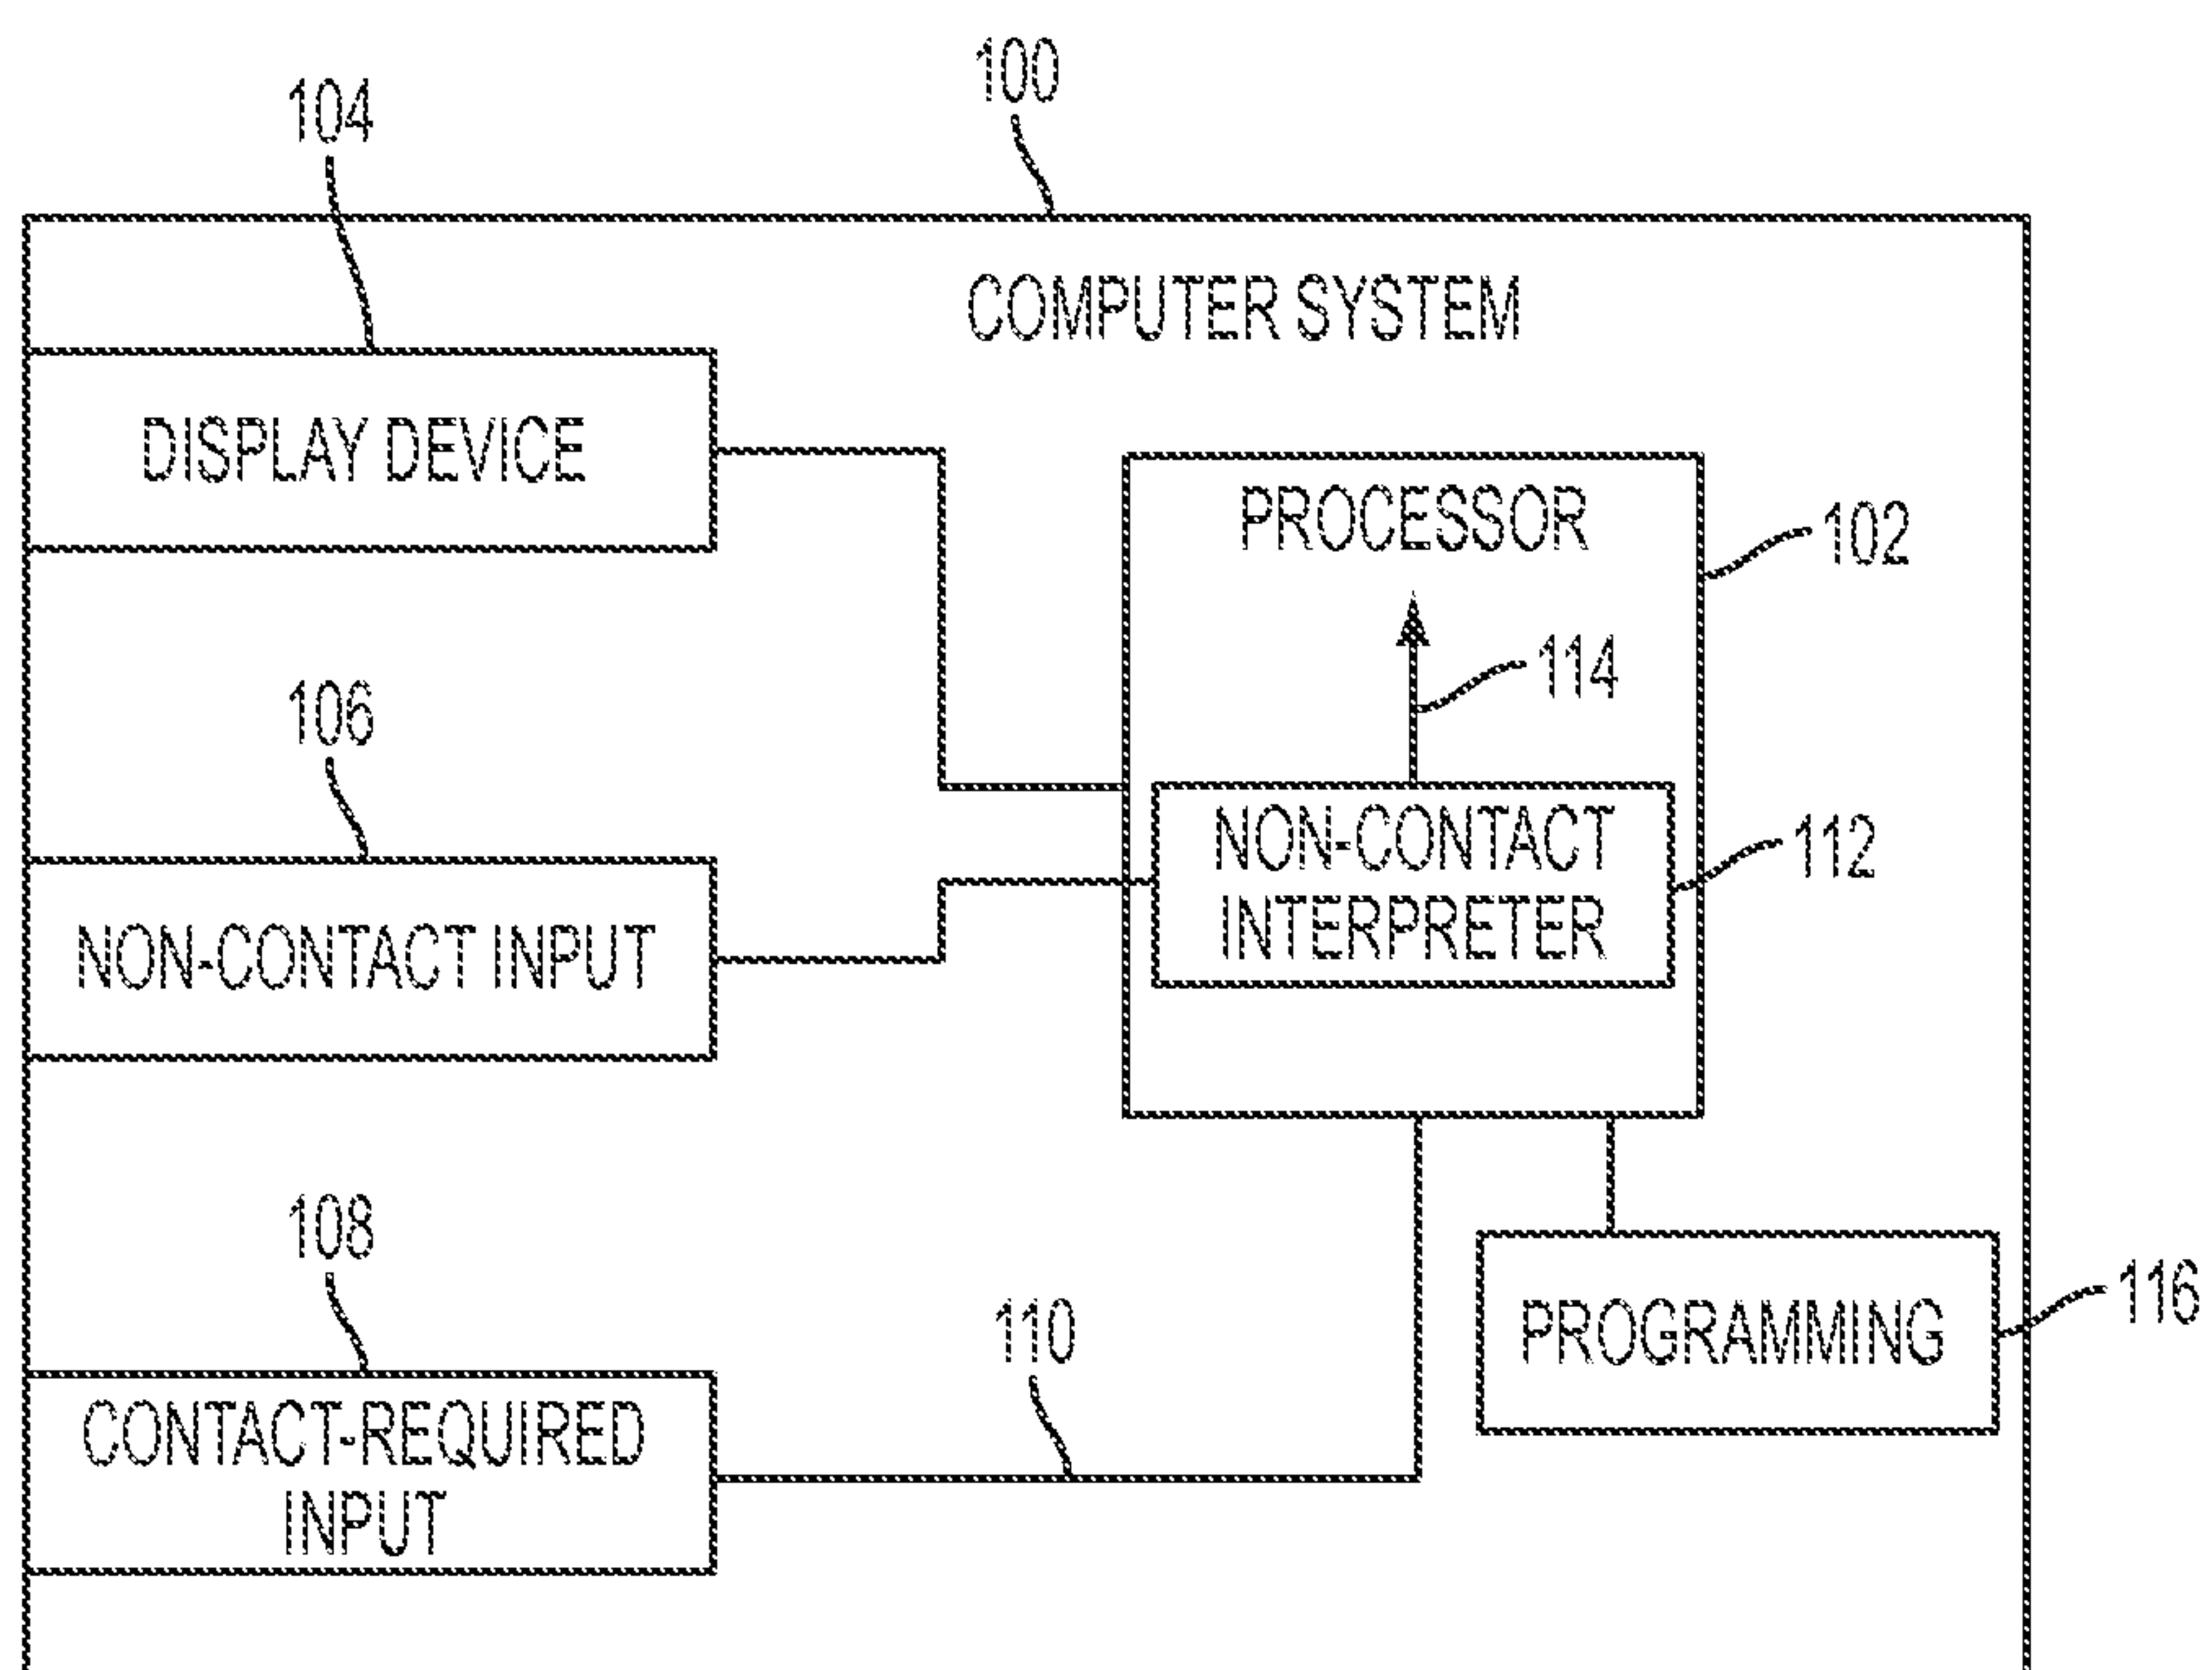 100
104
COMPUTER SYSTEM
DISPLAY DEVICE
PROCESSOR
102
114
106
NON-CONTACT
INTERPRETER
112
NON-CONTACT INPUT
108
110
116
PROGRAMMING
CONTACT-REQUIRED
INPUT